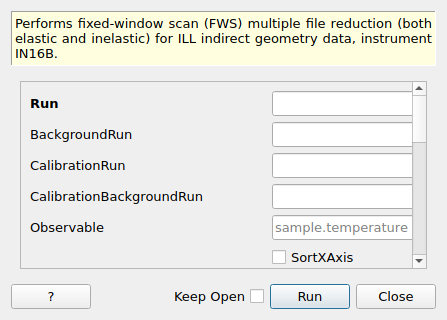 Performs fixed-window scan (FWS) multiple file reduction (both
elastic and inelastic) for ILL indirect geometry data, instrument
IN16B.
Run
BackgroundRun
CalibrationRun
CalibrationBackgroundRun
Observable sample.temperature
SortXAxis
? Keep Open Run Close